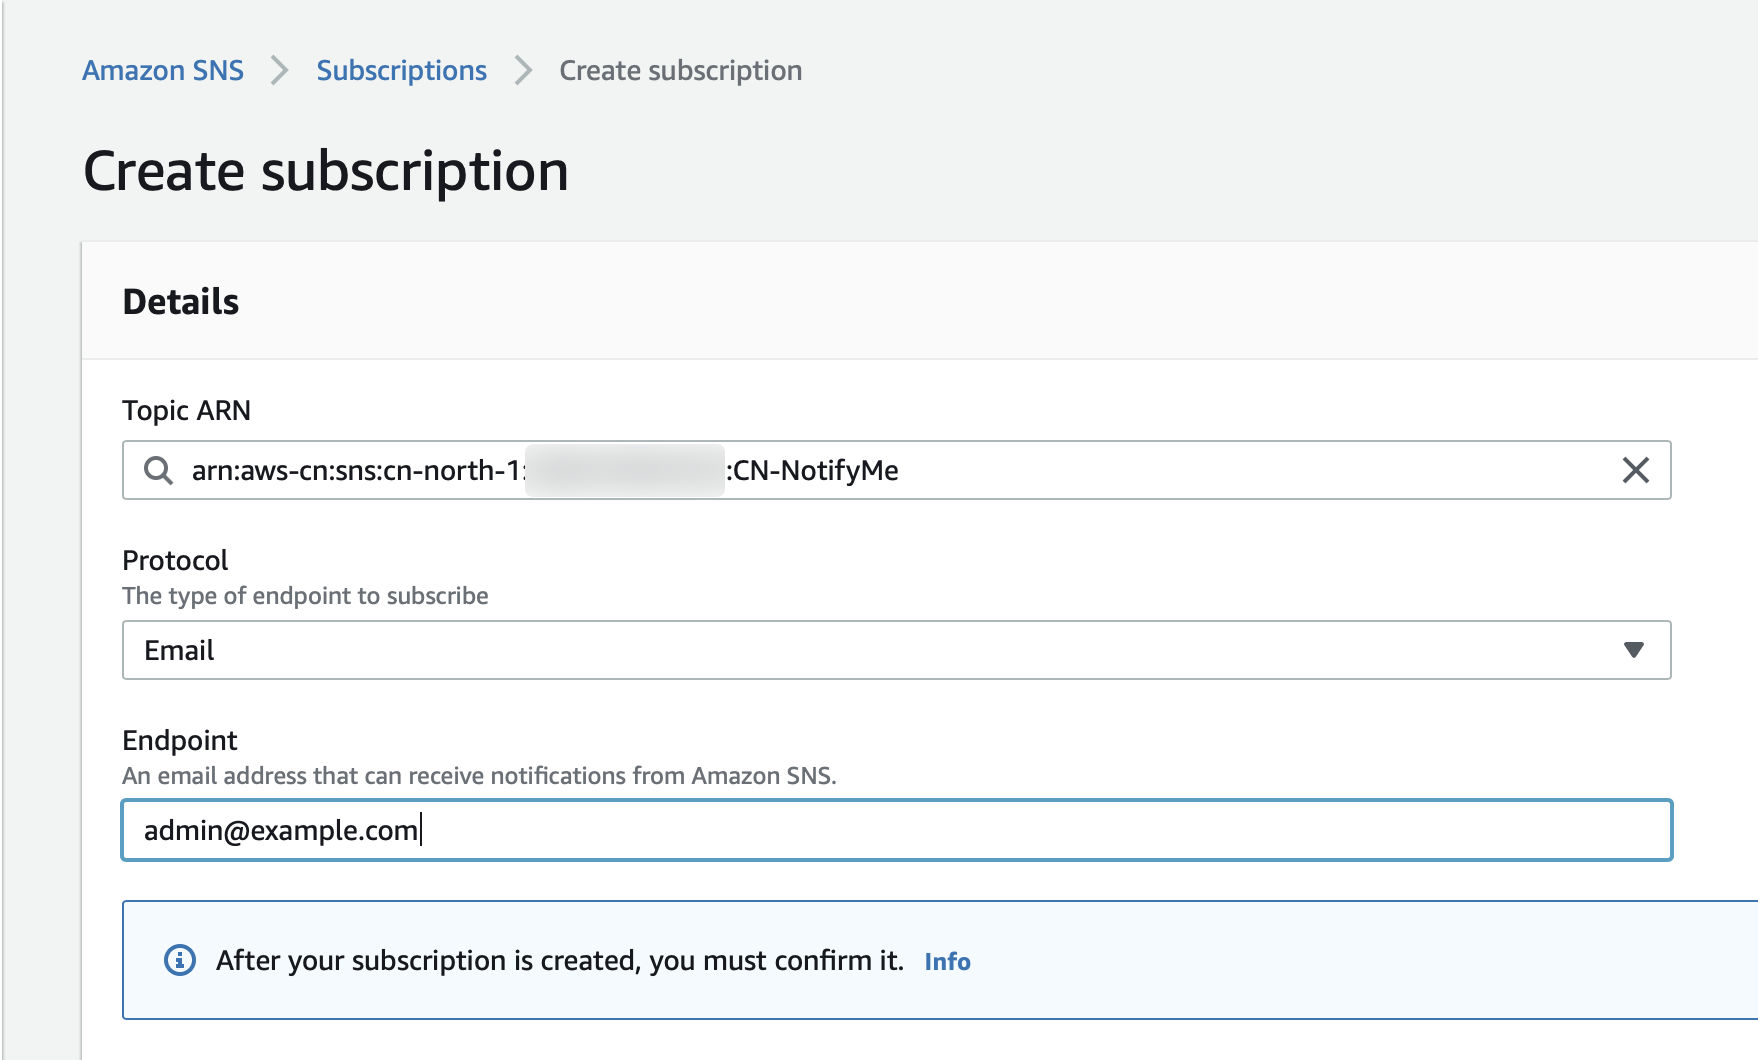 Amazon SNS > Subscriptions > Create subscription
Create subscription
Details
Topic ARN
arn:aws-cn:sns:cn-north-1: :CN-NotifyMe
Protocol
The type of endpoint to subscribe
Email
Endpoint
An email address that can receive notifications from Amazon SNS.
admin@example.com
After your subscription is created, you must confirm it. Info